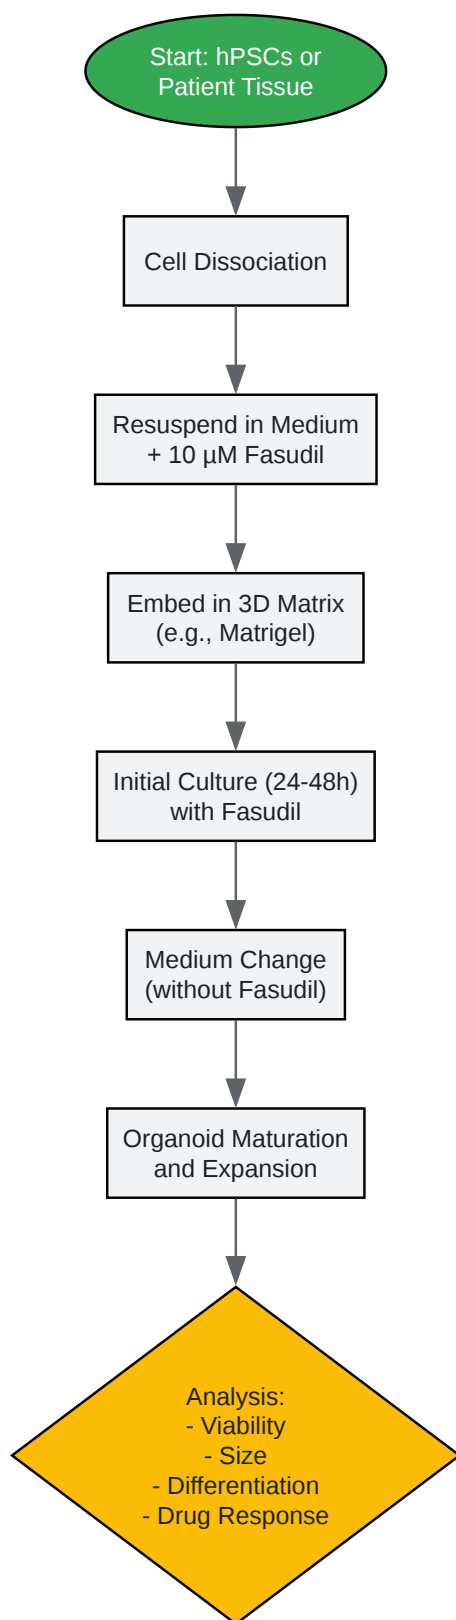 Start: hPSCs or
Patient Tissue
Cell Dissociation
Resuspend in Medium
+ 10 µM Fasudil
Embed in 3D Matrix
(e.g., Matrigel)
Initial Culture (24-48h)
with Fasudil
Medium Change
(without Fasudil)
Organoid Maturation
and Expansion
Analysis:
- Viability
- Size
- Differentiation
- Drug Response